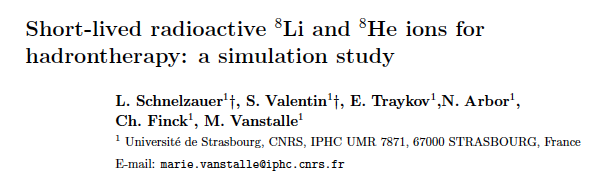 Short-lived radioactive ⁸Li and ⁸He ions for
hadrontherapy: a simulation study
L. Schnelzauer¹†, S. Valentin¹†, E. Traykov¹,N. Arbor¹,
Ch. Finck¹, M. Vanstalle¹
¹ Université de Strasbourg, CNRS, IPHC UMR 7871, 67000 STRASBOURG, France
E-mail: marie.vanstalle@iphc.cnrs.fr